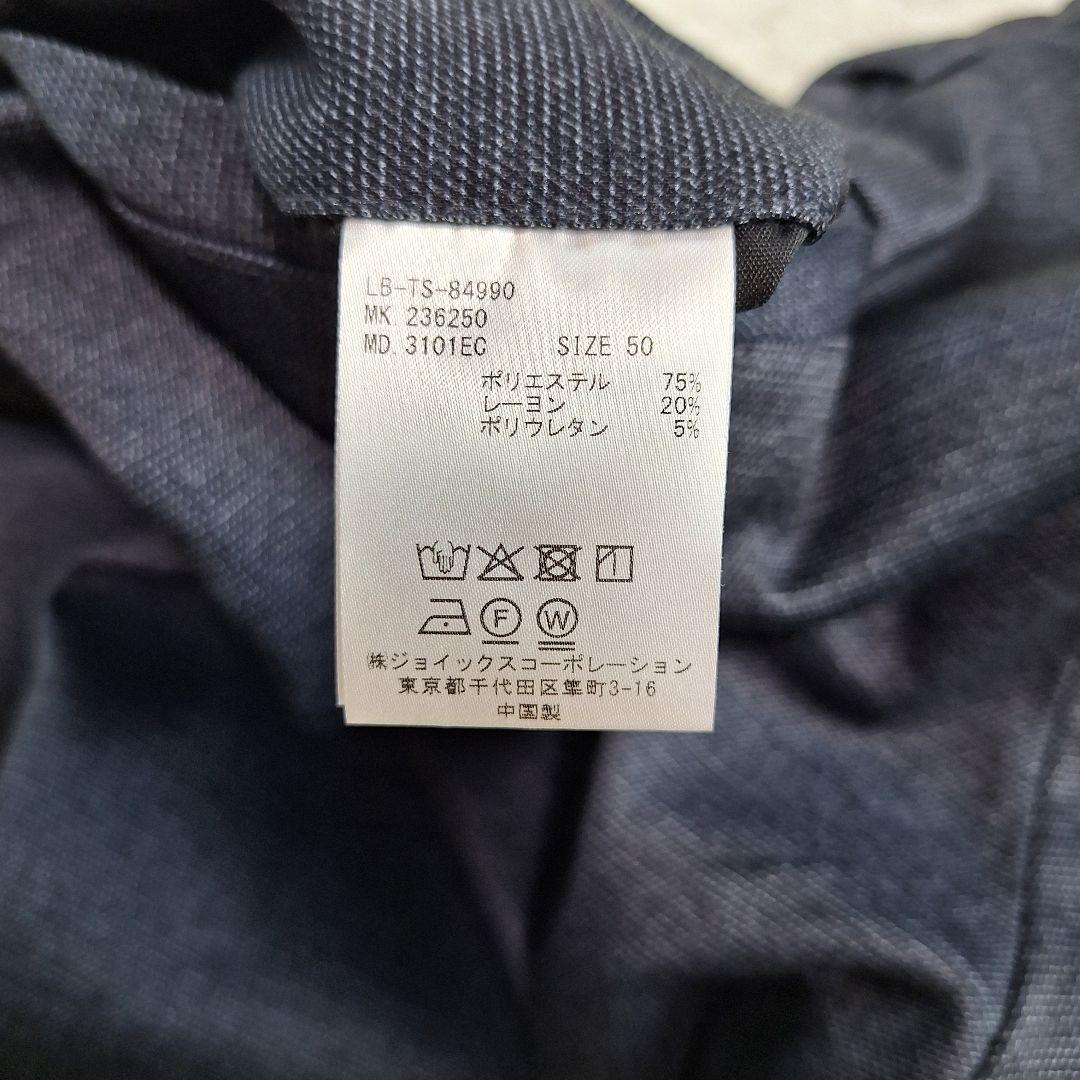 LB-TS-84990
MK. 236250
MD. 3101EC SIZE 50
ポリエステル 75%
レーヨン 20%
ポリウレタン 5%
F W
㈱ジョイックスコーポレーション
東京都千代田区隼町3-16
中国製